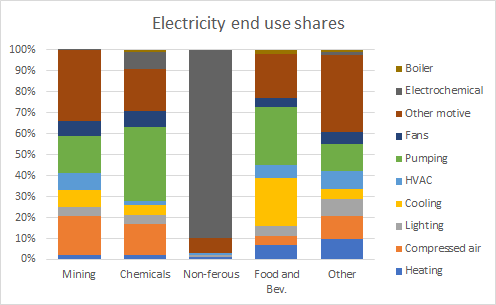 Electricity end use shares
100%
90%
80%
70%
60%
50%
40%
30%
20%
10%
0%
Mining Chemicals Non-ferous Food and Bev. Other
Boiler
Electrochemical
Other motive
Fans
Pumping
HVAC
Cooling
Lighting
Compressed air
Heating